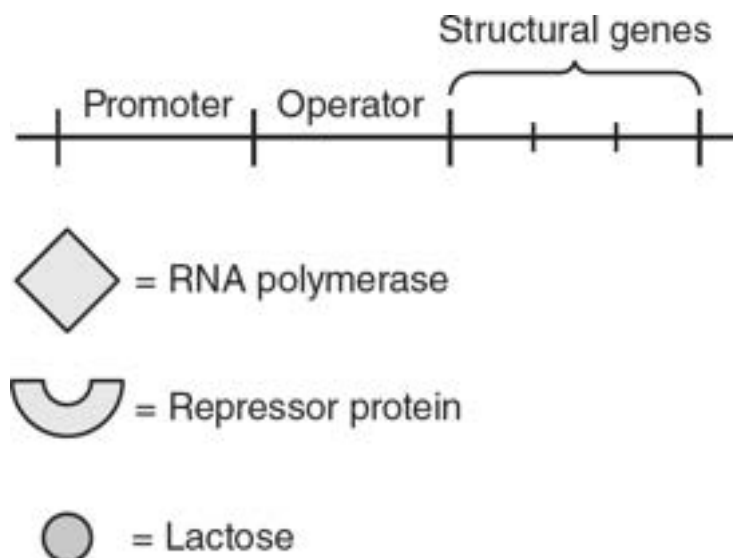 Structural genes
Promoter Operator
= RNA polymerase
= Repressor protein
= Lactose